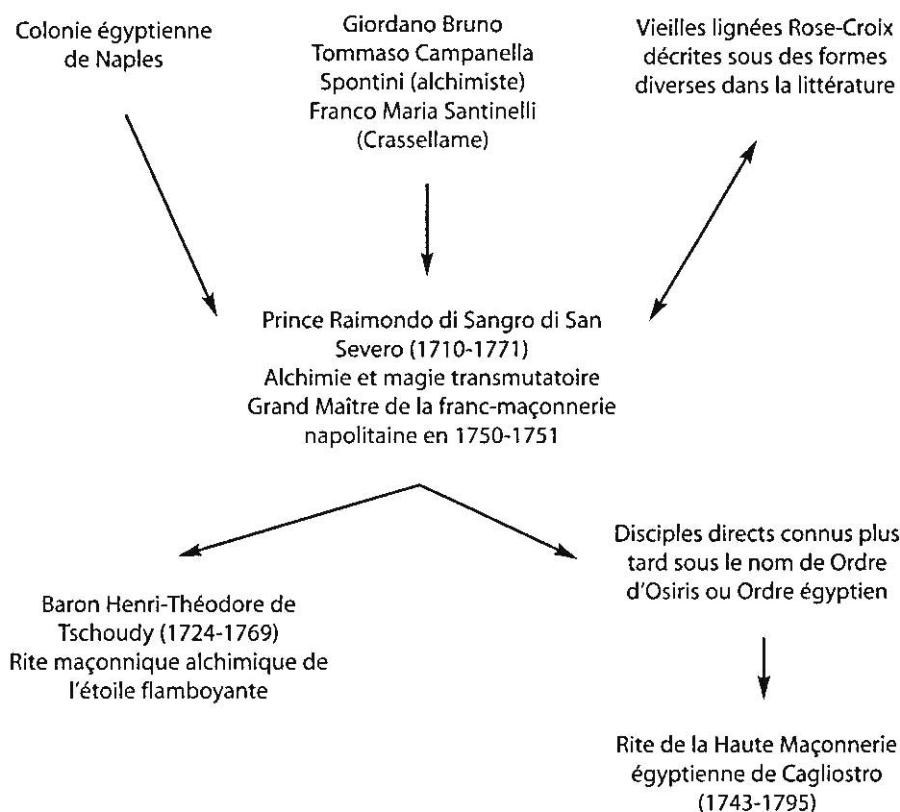 Colonie égyptienne
de Naples
Giordano Bruno
Tommaso Campanella
Spontini (alchimiste)
Franco Maria Santinelli
(Crassellame)
Vieilles lignées Rose-Croix
décrites sous des formes
diverses dans la littérature
Prince Raimondo di Sangro di San
Severo (1710-1771)
Alchimie et magie transmutatoire
Grand Maître de la franc-maçonnerie
napolitaine en 1750-1751
Baron Henri-Théodore de
Tschoudy (1724-1769)
Rite maçonnique alchimique de
l'étoile flamboyante
Disciples directs connus plus
tard sous le nom de Ordre
d'Osiris ou Ordre égyptien
Rite de la Haute Maçonnerie
égyptienne de Cagliostro
(1743-1795)